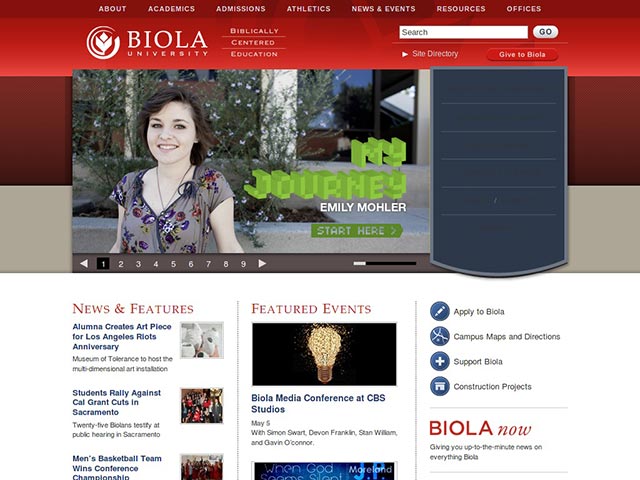 ABOUT ACADEMICS ADMISSIONS ATHLETICS NEWS & EVENTS RESOURCES OFFICES
BIOLA
UNIVERSITY
BIBLICALLY
CENTERED
EDUCATION
Search GO
▶ Site Directory Give to Biola
MY
JOURNEY
EMILY MOHLER
START HERE >
1 2 3 4 5 6 7 8 9
NEWS & FEATURES
Alumna Creates Art Piece
for Los Angeles Riots
Anniversary
Museum of Tolerance to host the
multi-dimensional art installation
Students Rally Against
Cal Grant Cuts in
Sacramento
Twenty-five Biolans testify at
public hearing in Sacramento
Men's Basketball Team
Wins Conference
Championship
FEATURED EVENTS
Biola Media Conference at CBS
Studios
May 5
With Simon Swart, Devon Franklin, Stan William,
and Gavin O'connor.
When God
Seems Silent
Moreland
Apply to Biola
Campus Maps and Directions
Support Biola
Construction Projects
BIOLA now
Giving you up-to-the-minute news on
everything Biola